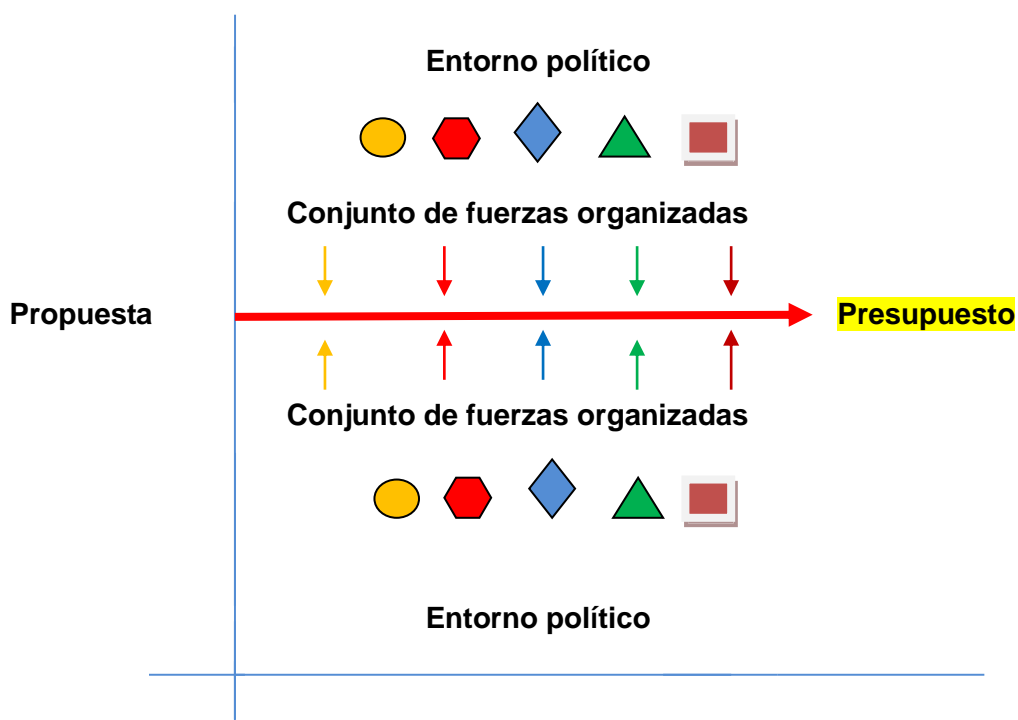 Entorno político
Conjunto de fuerzas organizadas
Propuesta
Presupuesto
Conjunto de fuerzas organizadas
Entorno político